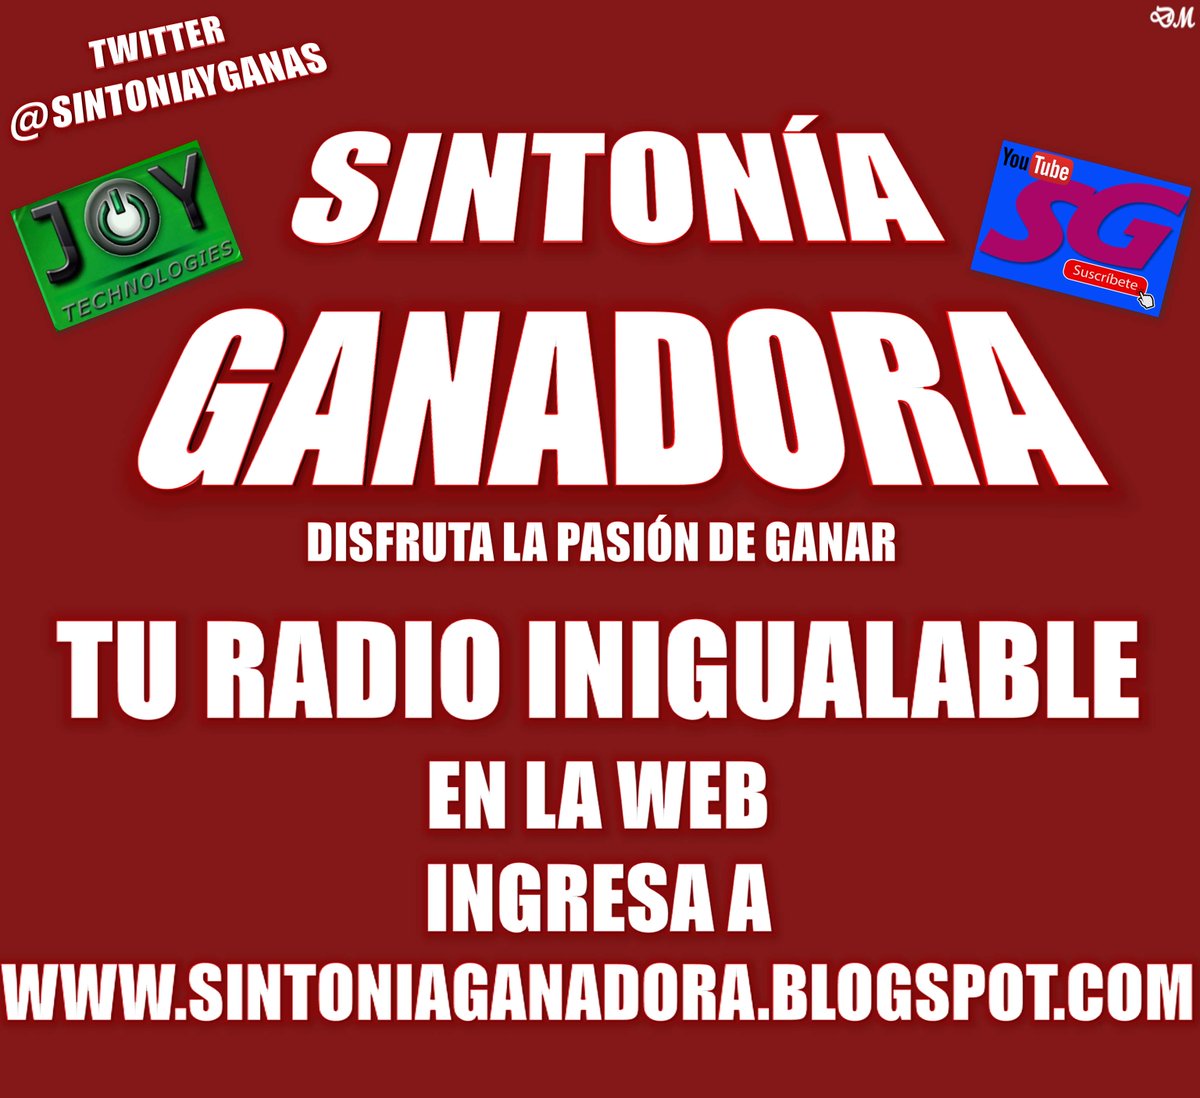 DM
TWITTER
@SINTONIAYGANAS
JOY
TECHNOLOGIES
You Tube
SG
Suscríbete
SINTONÍA
GANADORA
DISFRUTA LA PASIÓN DE GANAR
TU RADIO INIGUALABLE
EN LA WEB
INGRESA A
WWW.SINTONIAGANADORA.BLOGSPOT.COM